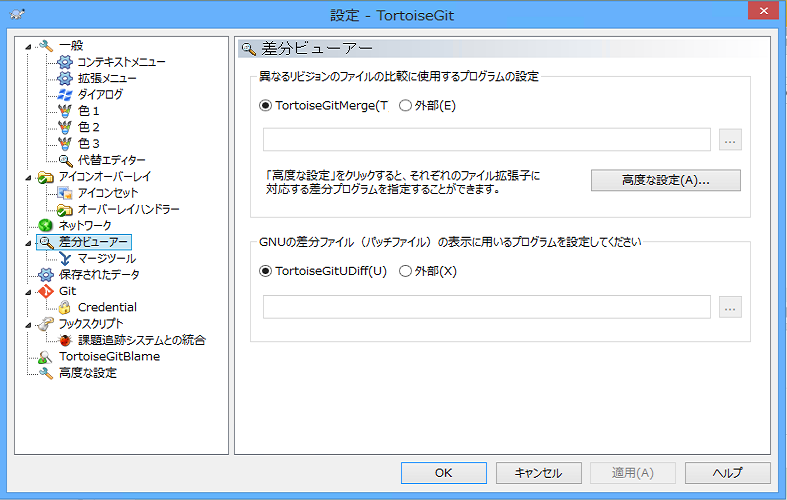 設定 - TortoiseGit
一般
コンテキストメニュー
拡張メニュー
ダイアログ
色 1
色 2
色 3
代替エディター
アイコンオーバーレイ
アイコンセット
オーバーレイハンドラー
ネットワーク
差分ビューアー
マージツール
保存されたデータ
Git
Credential
フックスクリプト
課題追跡システムとの統合
TortoiseGitBlame
高度な設定
差分ビューアー
異なるリビジョンのファイルの比較に使用するプログラムの設定
TortoiseGitMerge(T 外部(E)
...
「高度な設定」をクリックすると、それぞれのファイル拡張子に
対応する差分プログラムを指定することができます。
高度な設定(A)...
GNUの差分ファイル（パッチファイル）の表示に用いるプログラムを設定してください
TortoiseGitUDiff(U) 外部(X)
...
OK キャンセル 適用(A) ヘルプ